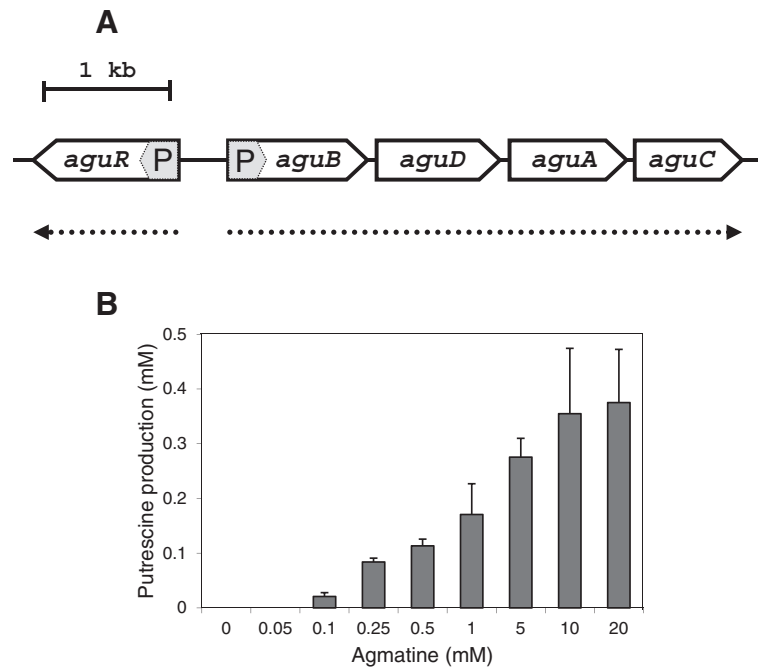 A
1 kb
aguR P P aguB aguD aguA aguC
B
Putrescine production (mM)
0.5
0.4
0.3
0.2
0.1
0
0 0.05 0.1 0.25 0.5 1 5 10 20
Agmatine (mM)